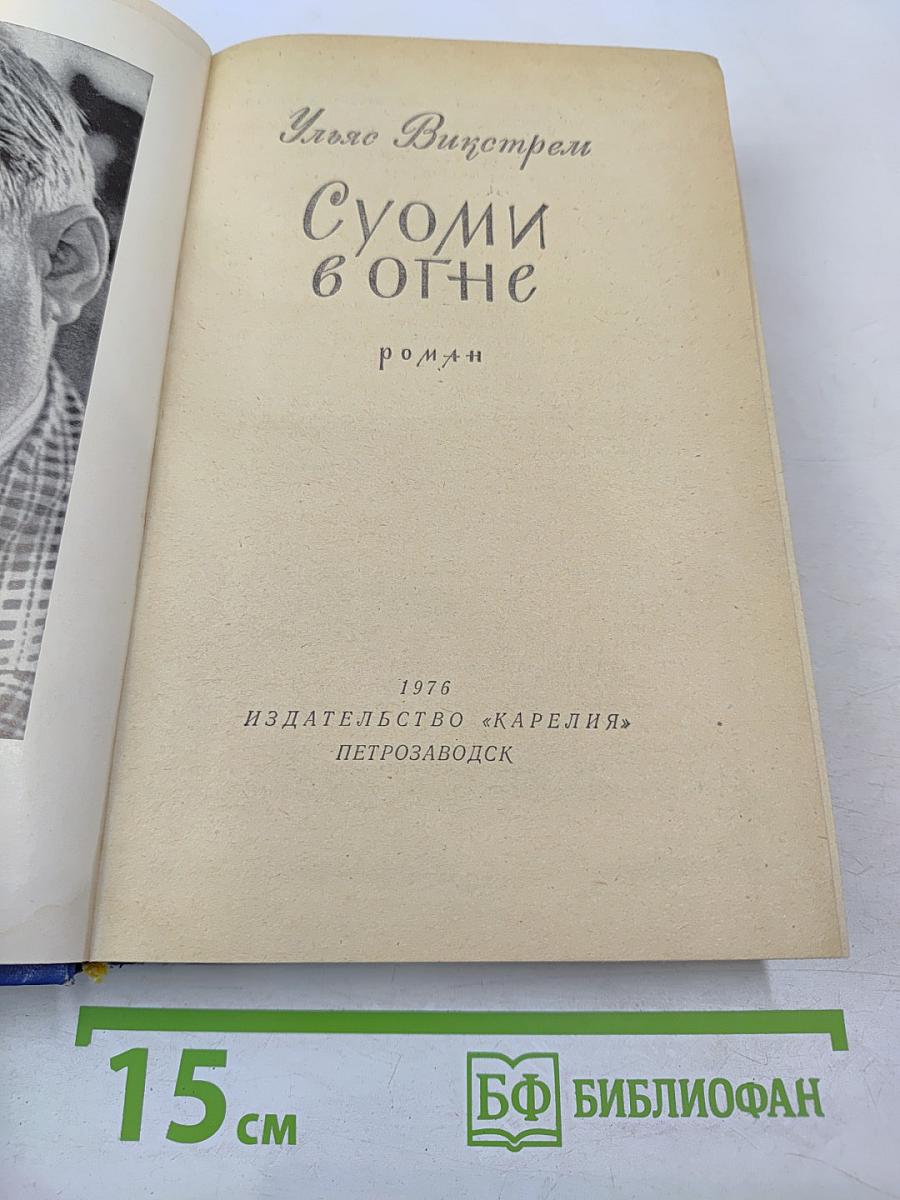 Ульяс Викстрем
Суоми
в огне
роман
1976
ИЗДАТЕЛЬСТВО «КАРЕЛИЯ»
ПЕТРОЗАВОДСК
15 см
БФ БИБЛИОФАН